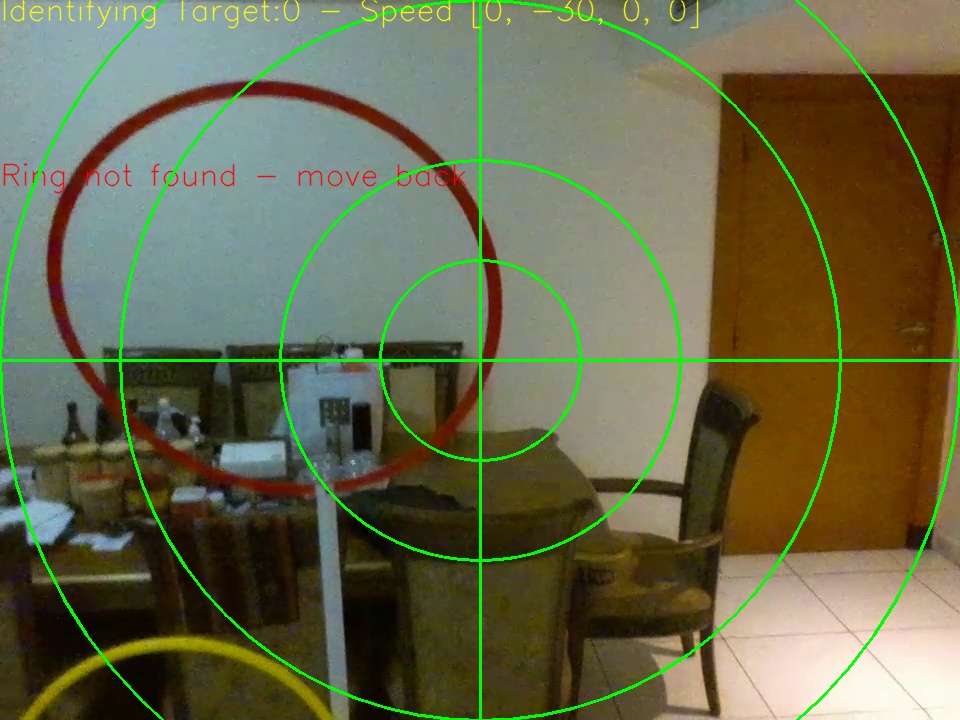 Identifying Target:0 - Speed [0, -30, 0, 0]
Ring not found - move back